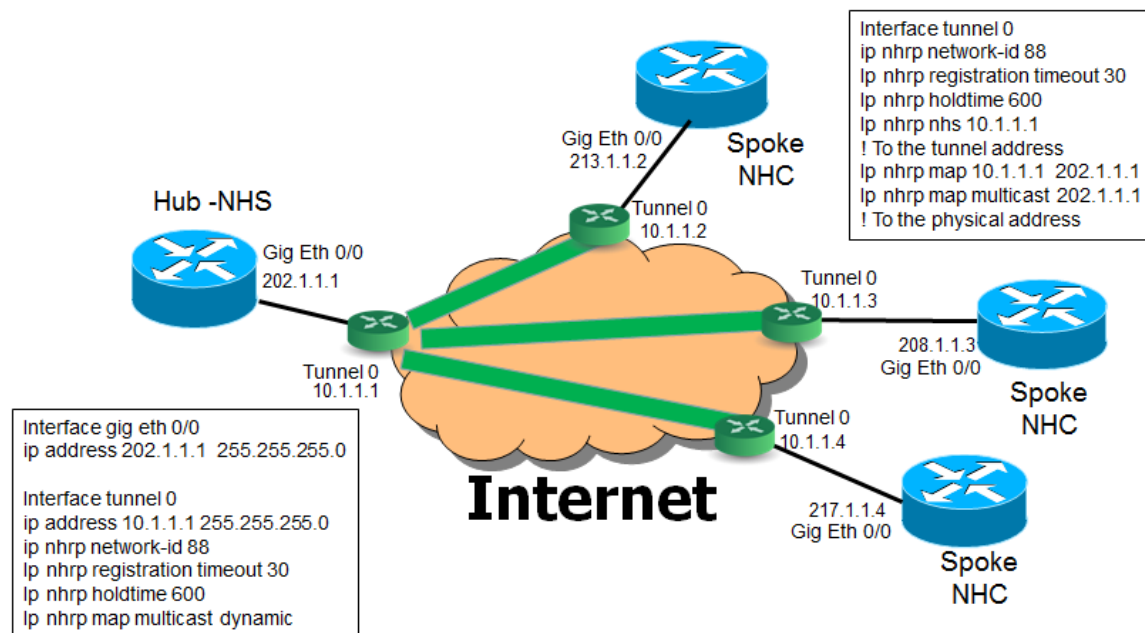 Interface tunnel 0
ip nhrp network-id 88
Ip nhrp registration timeout 30
Ip nhrp holdtime 600
Ip nhrp nhs 10.1.1.1
! To the tunnel address
Ip nhrp map 10.1.1.1 202.1.1.1
Ip nhrp map multicast 202.1.1.1
! To the physical address
Gig Eth 0/0
213.1.1.2
Spoke
NHC
Hub -NHS
Gig Eth 0/0
202.1.1.1
Tunnel 0
10.1.1.2
Tunnel 0
10.1.1.3
208.1.1.3
Gig Eth 0/0
Spoke
NHC
Tunnel 0
10.1.1.1
Tunnel 0
10.1.1.4
Internet
217.1.1.4
Gig Eth 0/0
Spoke
NHC
Interface gig eth 0/0
ip address 202.1.1.1 255.255.255.0
Interface tunnel 0
ip address 10.1.1.1 255.255.255.0
ip nhrp network-id 88
Ip nhrp registration timeout 30
Ip nhrp holdtime 600
Ip nhrp map multicast dynamic